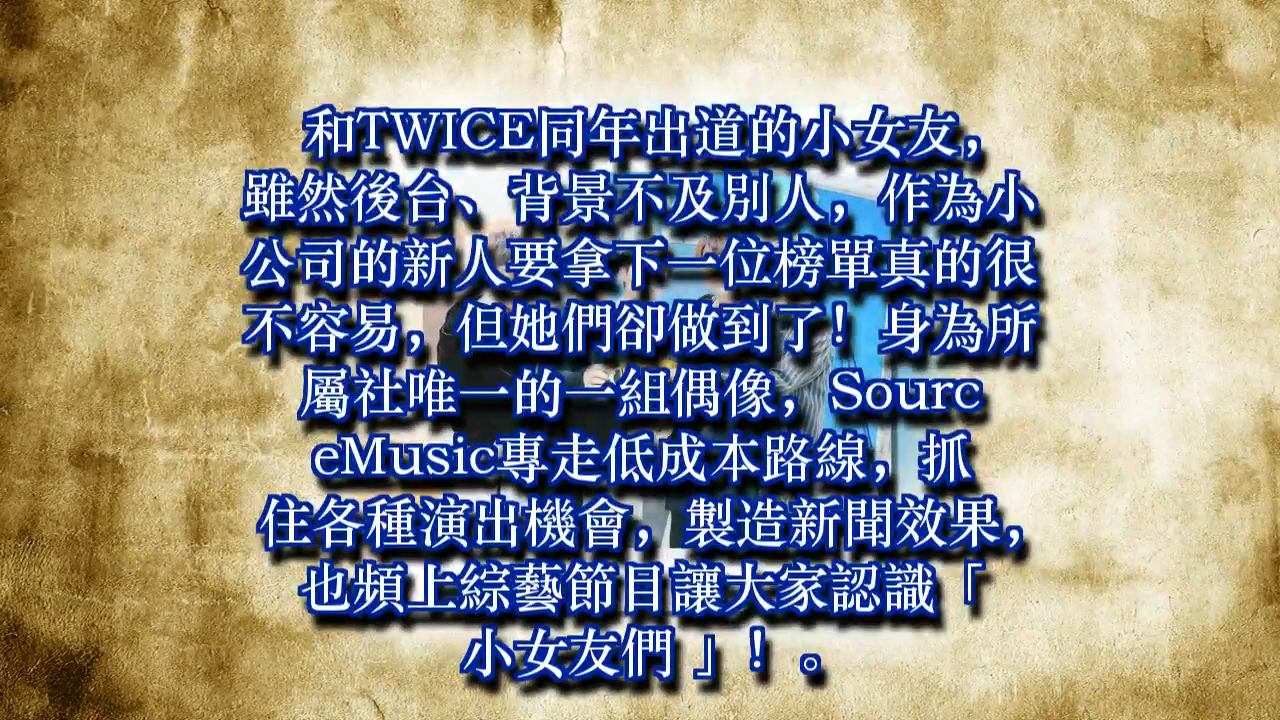 和TWICE同年出道的小女友，
雖然後台、背景不及別人，作為小
公司的新人要拿下一位榜單真的很
不容易，但她們卻做到了！身為所
屬社唯一的一組偶像，Sourc
eMusic專走低成本路線，抓
住各種演出機會，製造新聞效果，
也頻上綜藝節目讓大家認識「
小女友們」！。